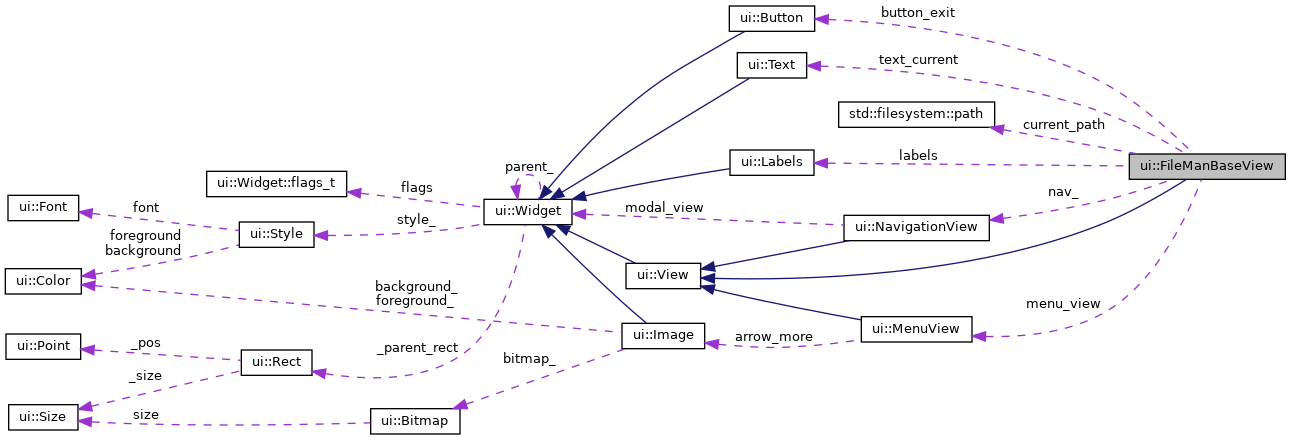 ui::Button
button_exit
ui::Text
text_current
std::filesystem::path
current_path
ui::Labels
labels
ui::FileManBaseView
parent_
ui::Widget::flags_t
flags
nav_
ui::Font
font
ui::Widget
modal_view
style_
ui::Style
ui::NavigationView
foreground
background
ui::Color
ui::View
background_
foreground_
menu_view
ui::Image
arrow_more
ui::MenuView
ui::Point
_pos
_parent_rect
ui::Rect
bitmap_
_size
ui::Size
size
ui::Bitmap